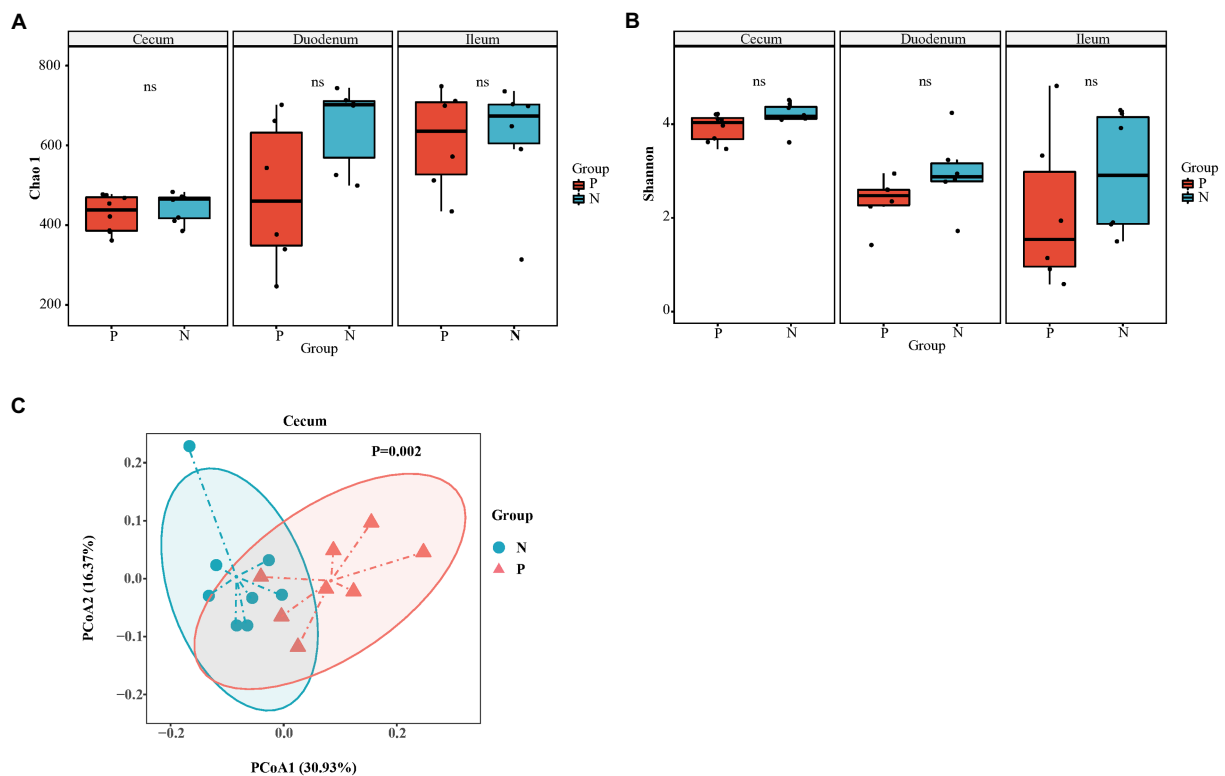 A
Cecum Duodenum Ileum
800
600
400
200
Chao 1
ns ns ns
P N P N P N
Group
Group
P
N
B
Cecum Duodenum Ileum
4
2
0
Shannon
ns ns ns
P N P N P N
Group
Group
P
N
C
Cecum
P=0.002
0.2
0.1
0.0
−0.1
−0.2
PCoA2 (16.37%)
−0.2 0.0 0.2
PCoA1 (30.93%)
Group
N
P